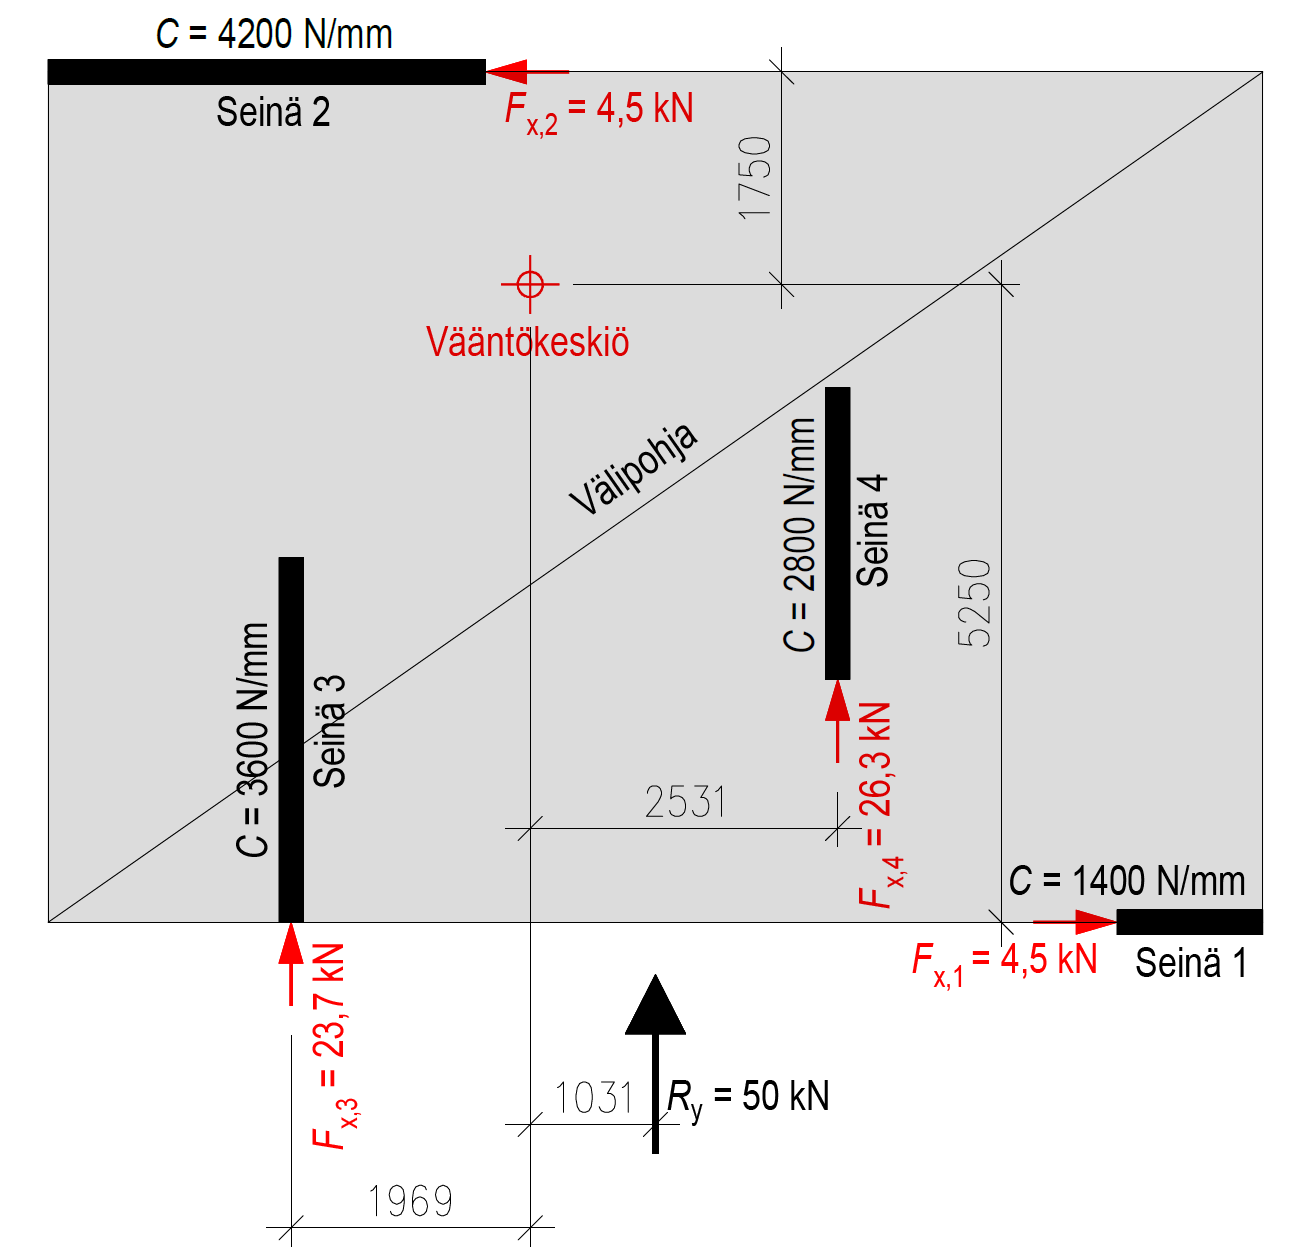 C = 4200 N/mm
Seinä 2
Fx,2 = 4,5 kN
1750
Vääntökeskiö
Välipohja
C = 2800 N/mm
Seinä 4
5250
C = 3600 N/mm
Seinä 3
2531
Fx,4 = 26,3 kN
C = 1400 N/mm
Fx,1 = 4,5 kN
Seinä 1
Fx,3 = 23,7 kN
1031
Ry = 50 kN
1969